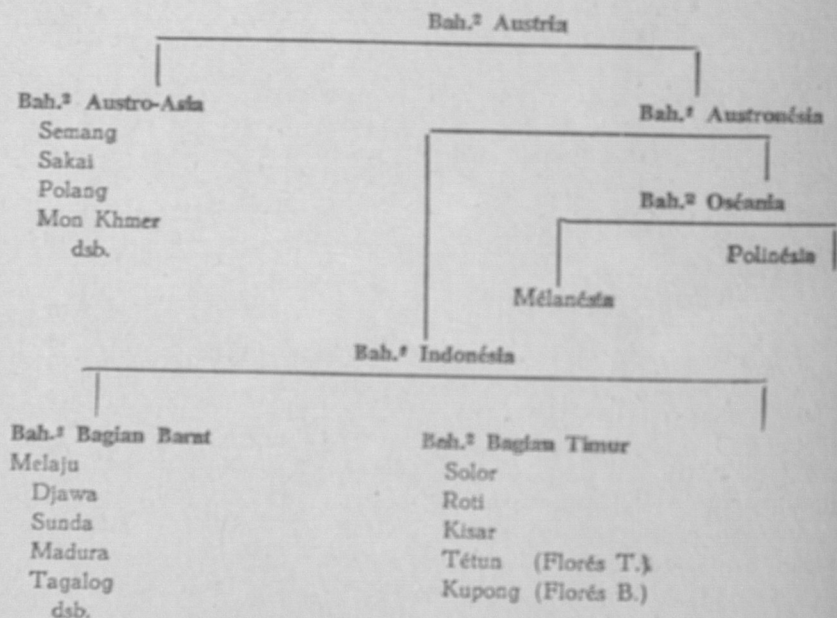 Bah.² Austria
Bah.² Austro-Asia
Semang
Sakai
Polang
Mon Khmer
dsb.
Bah.² Austronésia
Bah.² Oséania
Polinésia
Mélanésia
Bah.² Indonésia
Bah.² Bagian Barat
Melaju
Djawa
Sunda
Madura
Tagalog
dsb.
Bah.² Bagian Timur
Solor
Roti
Kisar
Tétun (Florés T.)
Kupong (Florés B.)